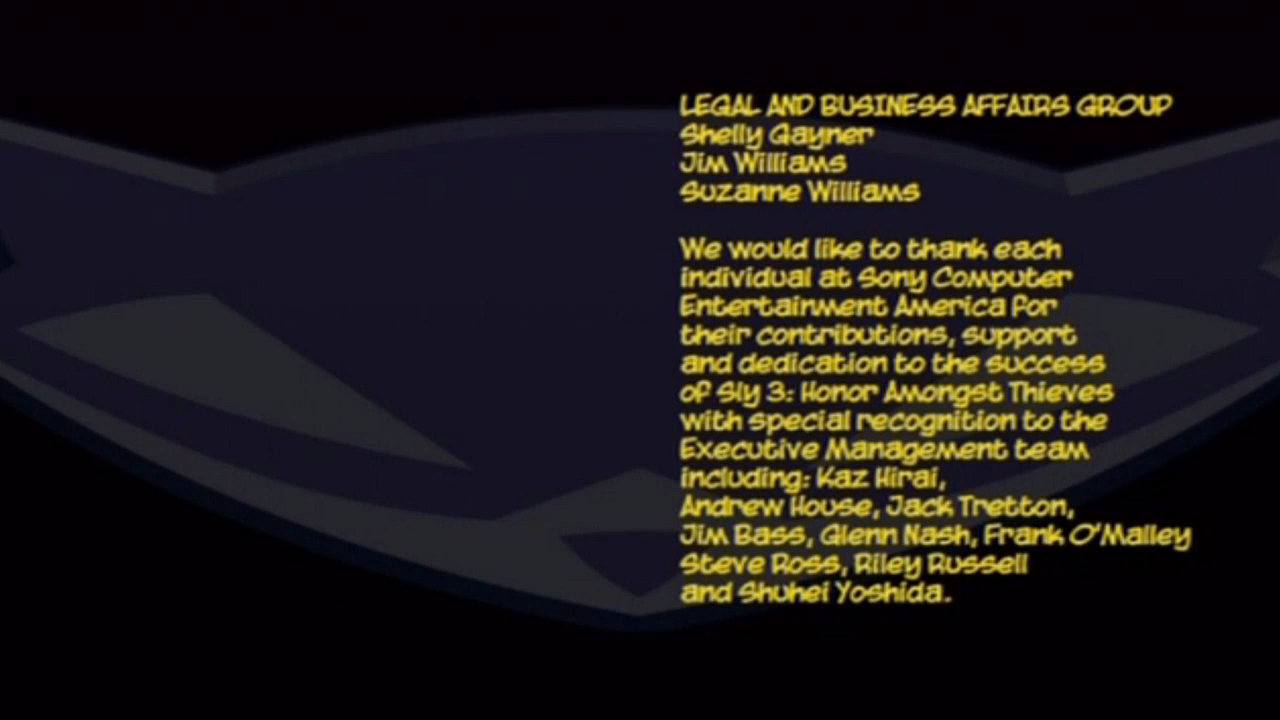 LEGAL AND BUSINESS AFFAIRS GROUP
Shelly Gayner
Jim Williams
Suzanne Williams
We would like to thank each
individual at Sony Computer
Entertainment America for
their contributions, support
and dedication to the success
of Sly 3: Honor Amongst Thieves
with special recognition to the
Executive Management team
including: Kaz Hirai,
Andrew House, Jack Tretton,
Jim Bass, Glenn Nash, Frank O'Malley
Steve Ross, Riley Russell
and Shuhei Yoshida.